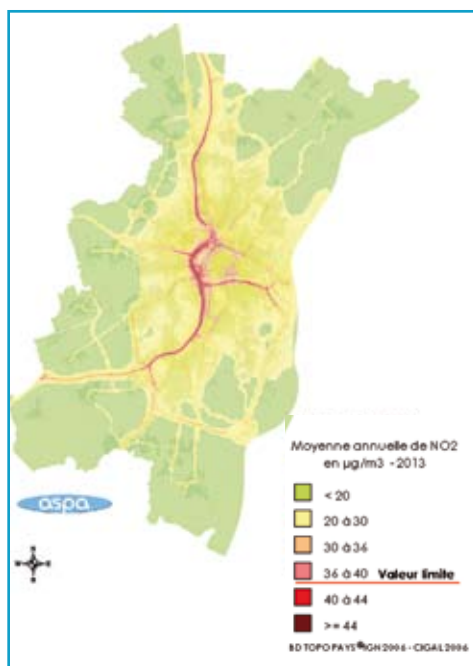 Moyenne annuelle de NO2
en µg/m3 - 2013
< 20
20 à 30
30 à 36
36 à 40 Valeur limite
40 à 44
>= 44
aspa
N
S
BD TOPO PAYS®IGN 2006 - CIGAL 2006